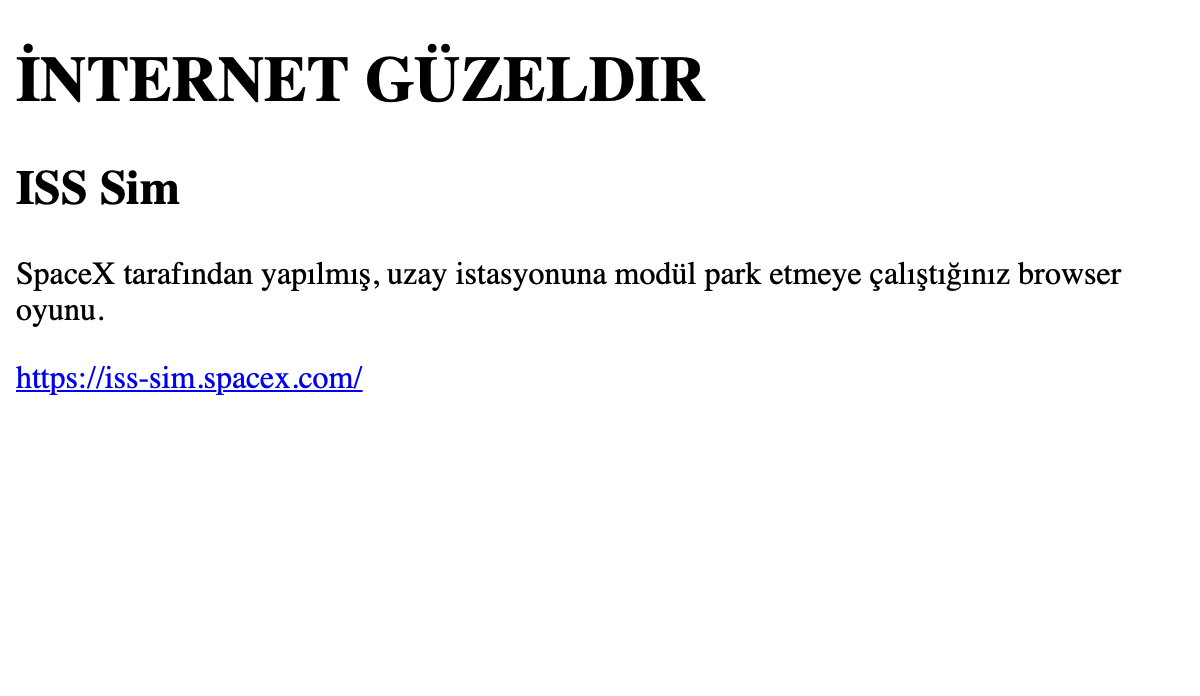 İNTERNET GÜZELDIR
ISS Sim
SpaceX tarafından yapılmış, uzay istasyonuna modül park etmeye çalıştığınız browser
oyunu.
https://iss-sim.spacex.com/